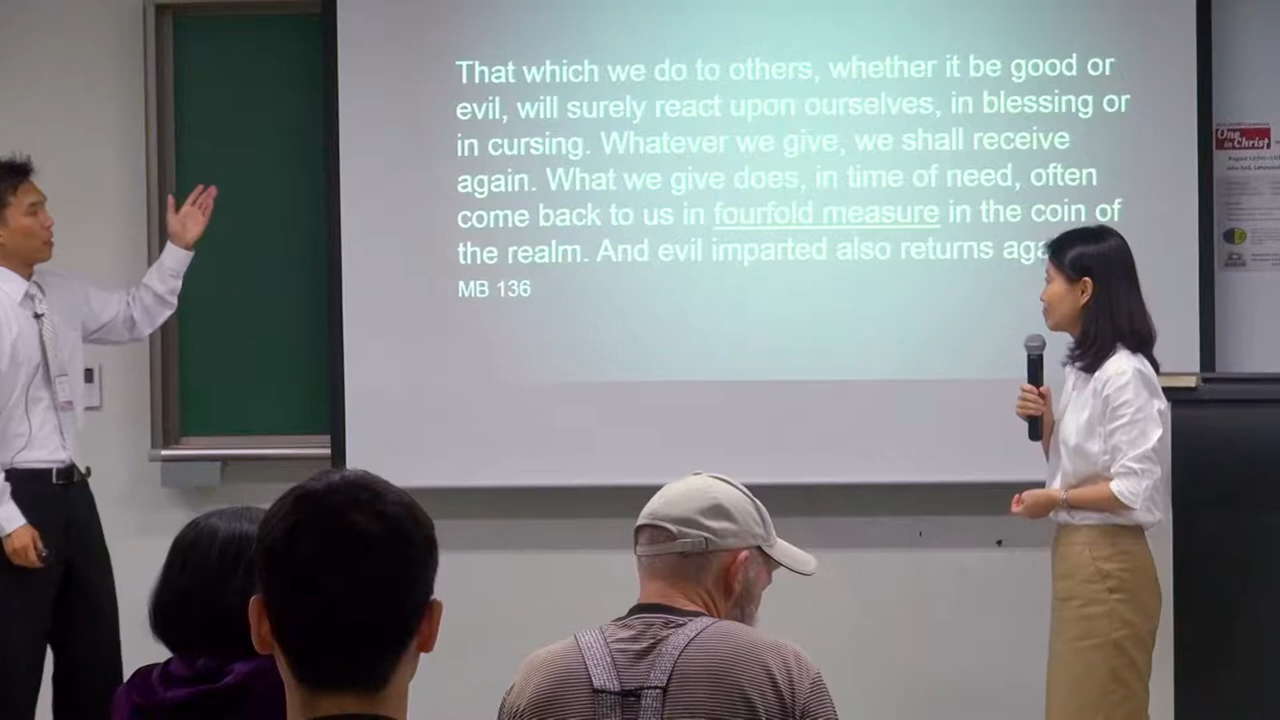 That which we do to others, whether it be good or
evil, will surely react upon ourselves, in blessing or
in cursing. Whatever we give, we shall receive
again. What we give does, in time of need, often
come back to us in fourfold measure in the coin of
the realm. And evil imparted also returns aga
MB 136
One
in Christ